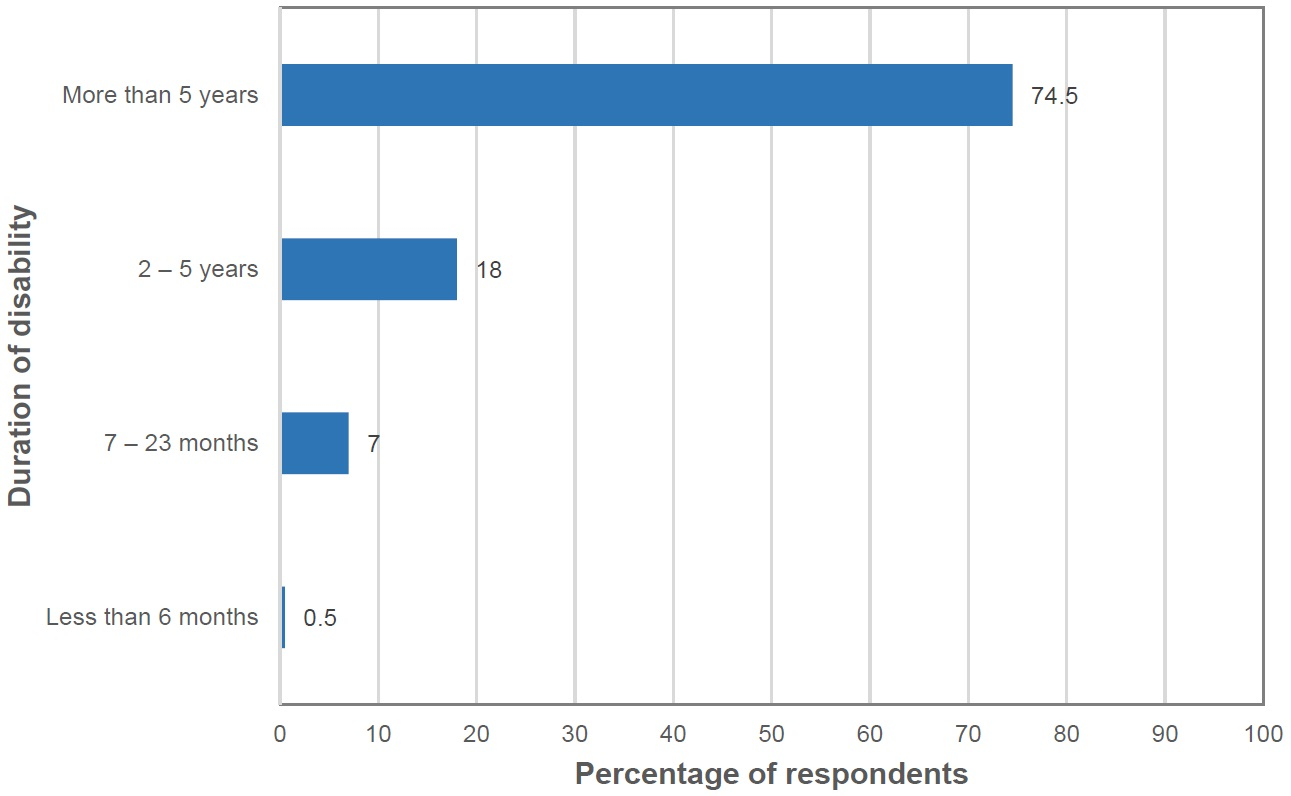 Duration of disability
More than 5 years
74.5
2 – 5 years
18
7 – 23 months
7
Less than 6 months
0.5
0 10 20 30 40 50 60 70 80 90 100
Percentage of respondents